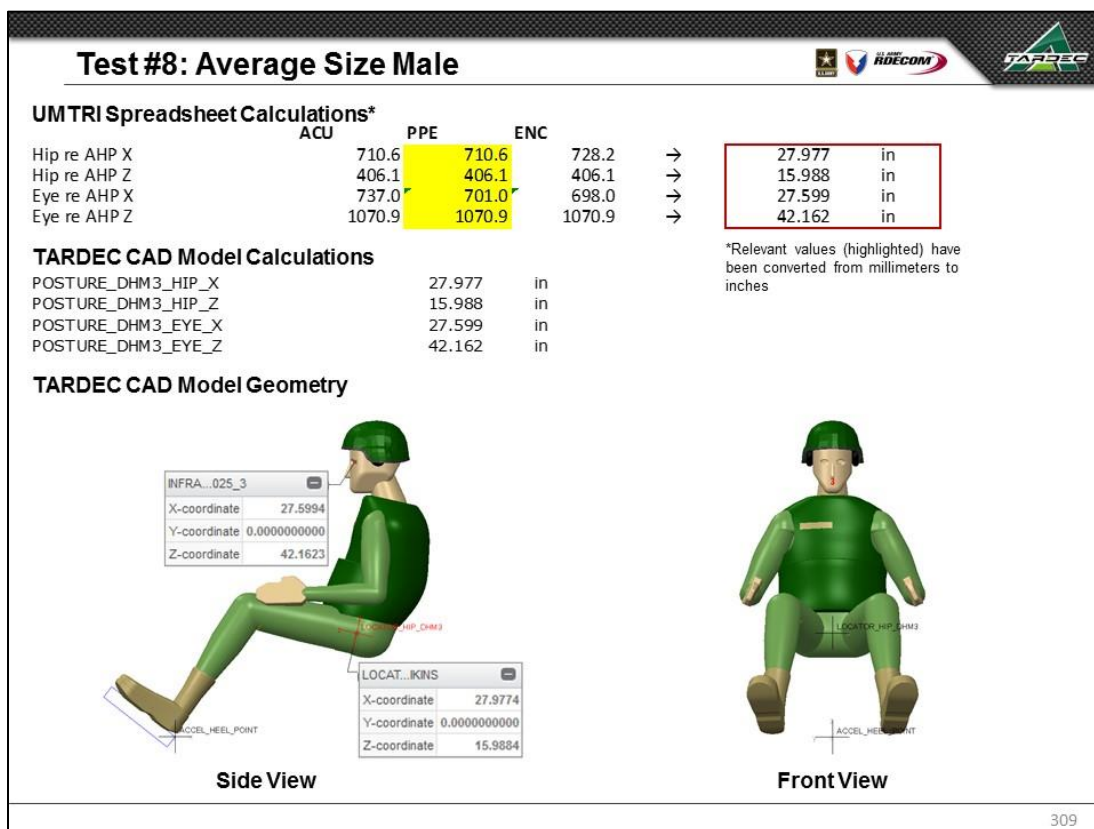 Test #8: Average Size Male
U.S.ARMY
U.S. ARMY
RDECOM
TARDEC
UMTRI Spreadsheet Calculations*
ACU PPE ENC
Hip re AHP X 710.6 710.6 728.2 → 27.977 in
Hip re AHP Z 406.1 406.1 406.1 → 15.988 in
Eye re AHP X 737.0 701.0 698.0 → 27.599 in
Eye re AHP Z 1070.9 1070.9 1070.9 → 42.162 in
*Relevant values (highlighted) have
been converted from millimeters to
inches
TARDEC CAD Model Calculations
POSTURE_DHM3_HIP_X 27.977 in
POSTURE_DHM3_HIP_Z 15.988 in
POSTURE_DHM3_EYE_X 27.599 in
POSTURE_DHM3_EYE_Z 42.162 in
TARDEC CAD Model Geometry
INFRA...025_3
X-coordinate 27.5994
Y-coordinate 0.0000000000
Z-coordinate 42.1623
LOCATOR_HIP_DHM3
LOCAT...IKINS
X-coordinate 27.9774
Y-coordinate 0.0000000000
Z-coordinate 15.9884
ACCEL_HEEL_POINT
Side View
3
LOCATOR_HIP_DHM3
ACCEL_HEEL_POINT
Front View
309